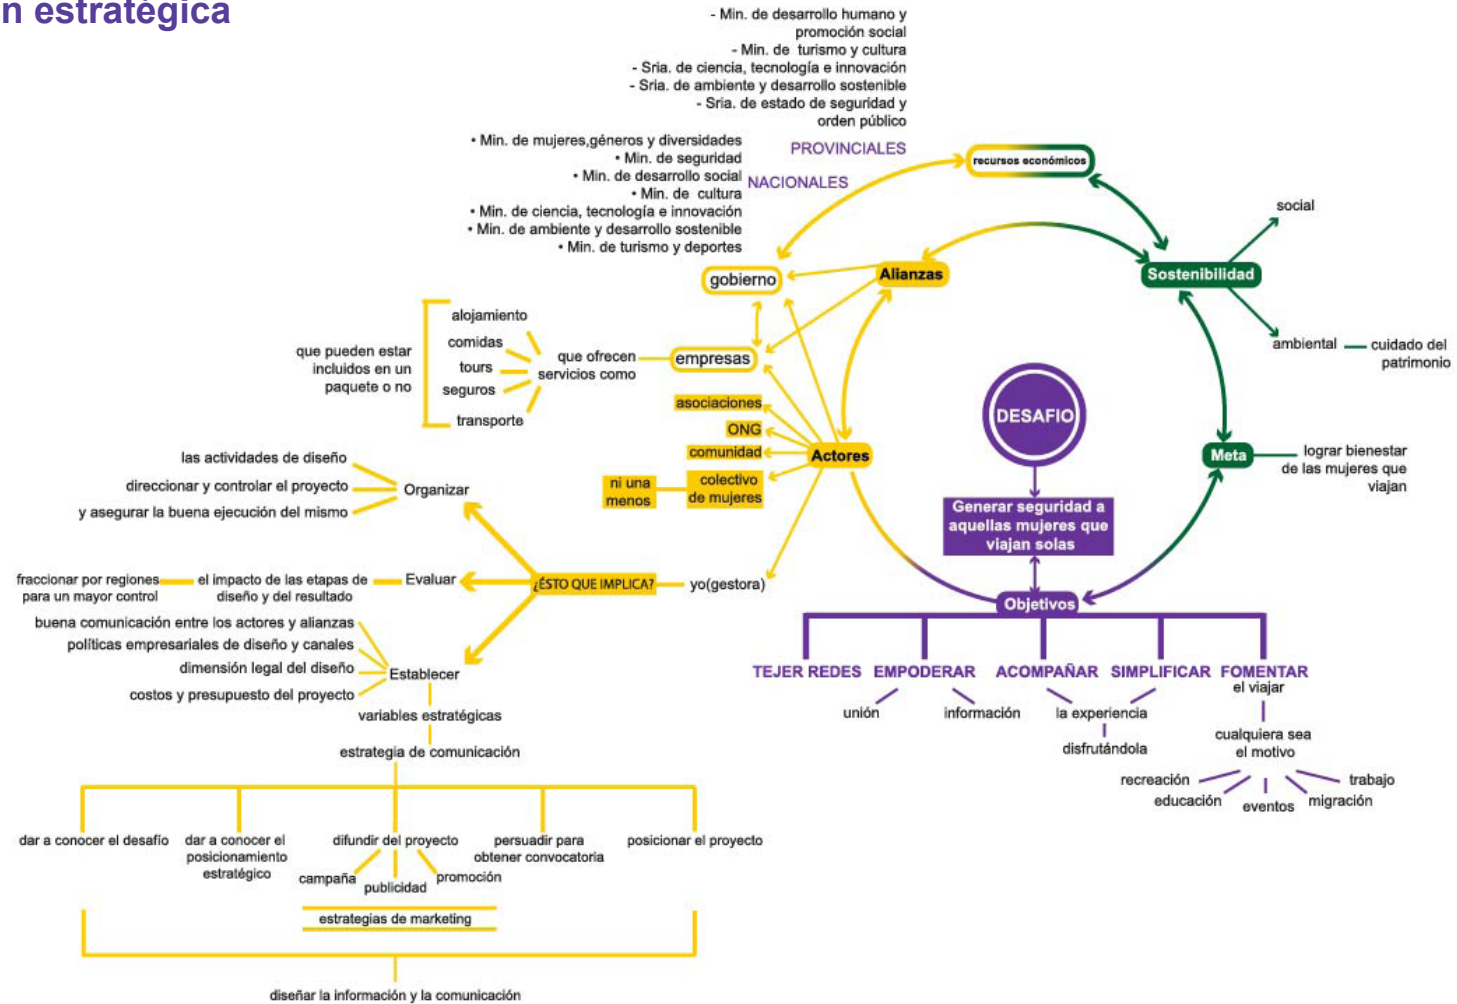 n estratégica
- Min. de desarrollo humano y
promoción social
- Min. de turismo y cultura
- Sria. de ciencia, tecnología e innovación
- Sria. de ambiente y desarrollo sostenible
- Sria. de estado de seguridad y
orden público
PROVINCIALES
• Min. de mujeres,géneros y diversidades
• Min. de seguridad
• Min. de desarrollo social
• Min. de cultura
• Min. de ciencia, tecnología e innovación
• Min. de ambiente y desarrollo sostenible
• Min. de turismo y deportes
NACIONALES
recursos económicos
gobierno
Alianzas
Sostenibilidad
social
ambiental
cuidado del
patrimonio
alojamiento
comidas
tours
seguros
transporte
que pueden estar
incluidos en un
paquete o no
que ofrecen
servicios como
empresas
asociaciones
ONG
comunidad
colectivo
de mujeres
ni una
menos
Actores
DESAFIO
Meta
lograr bienestar
de las mujeres que
viajan
Generar seguridad a
aquellas mujeres que
viajan solas
Objetivos
las actividades de diseño
direccionar y controlar el proyecto
y asegurar la buena ejecución del mismo
Organizar
fraccionar por regiones
para un mayor control
el impacto de las etapas de
diseño y del resultado
Evaluar
¿ÉSTO QUE IMPLICA?
yo(gestora)
buena comunicación entre los actores y alianzas
políticas empresariales de diseño y canales
dimensión legal del diseño
costos y presupuesto del proyecto
Establecer
variables estratégicas
estrategia de comunicación
TEJER REDES
EMPODERAR
ACOMPAÑAR
SIMPLIFICAR
FOMENTAR
el viajar
unión
información
la experiencia
disfrutándola
cualquiera sea
el motivo
recreación
educación
eventos
migración
trabajo
dar a conocer el desafío
dar a conocer el
posicionamiento
estratégico
difundir del proyecto
persuadir para
obtener convocatoria
posicionar el proyecto
campaña
publicidad
promoción
estrategias de marketing
diseñar la información y la comunicación